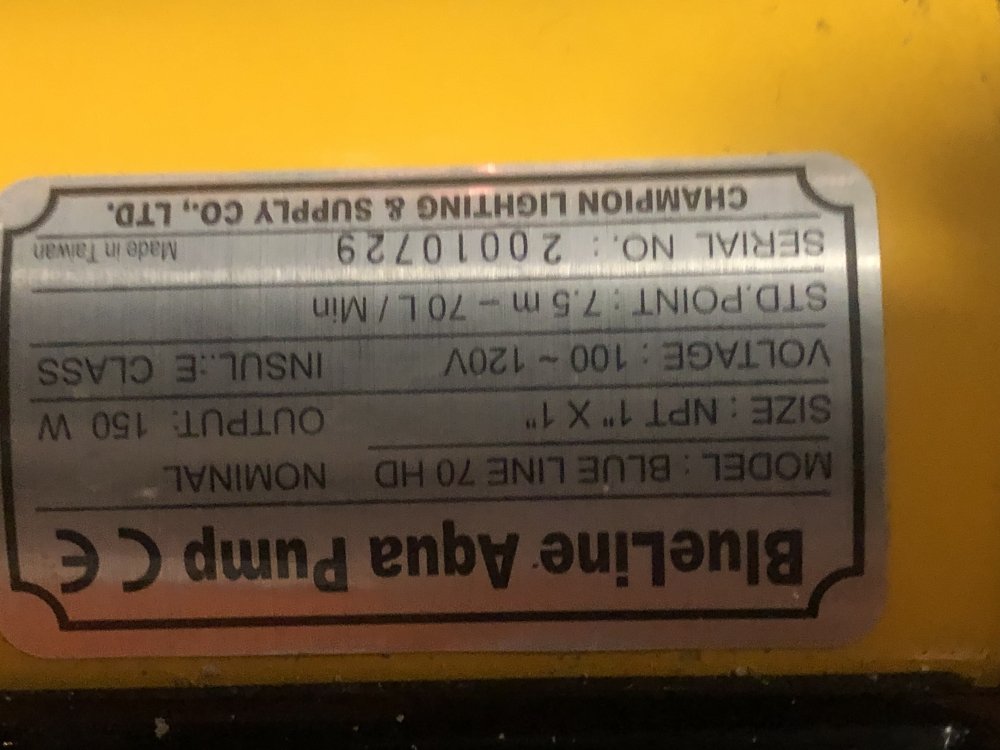 BlueLine Aqua Pump CE
MODEL : BLUE LINE 70 HD NOMINAL
SIZE : NPT 1" X 1" OUTPUT: 150 W
VOLTAGE : 100 ~ 120V INSUL.:E CLASS
STD.POINT : 7.5 m – 70 L / Min
SERIAL NO. : 20010729 Made in Taiwan
CHAMPION LIGHTING & SUPPLY CO., LTD.